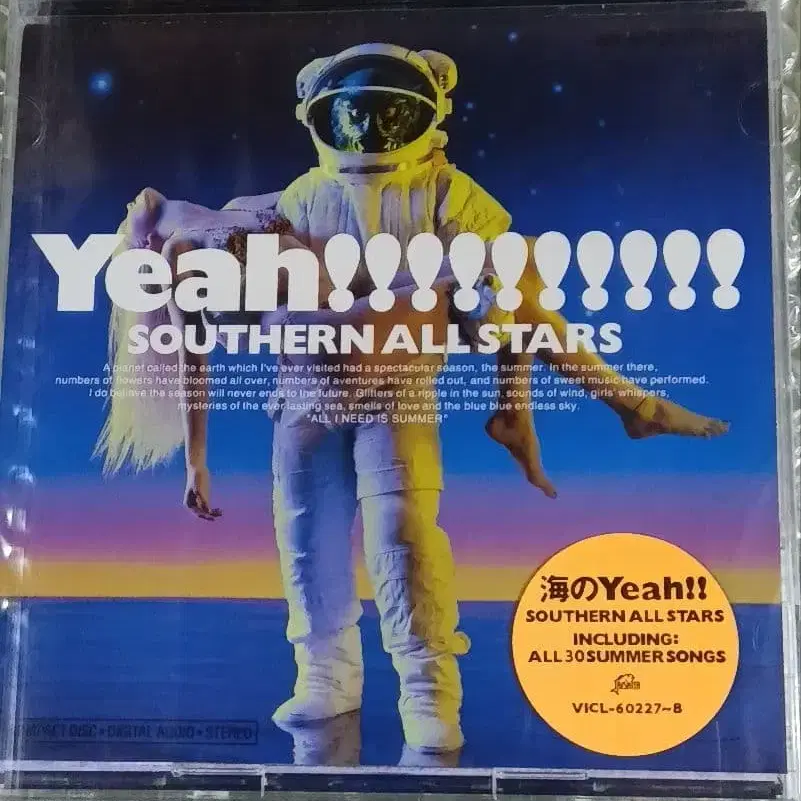 Yeah!!!!!!!!!!
SOUTHERN ALL STARS
A planet called the earth which I've ever visited had a spectacular season, the summer. In the summer there,
numbers of flowers have bloomed all over, numbers of aventures have rolled out, and numbers of sweet music have performed.
I do believe the season will never ends to the future. Glitters of a ripple in the sun, sounds of wind, girls' whispers,
mysteries of the ever lasting sea, smells of love and the blue blue endless sky.
"ALL I NEED IS SUMMER"
海のYeah!!
SOUTHERN ALL STARS
INCLUDING:
ALL 30 SUMMER SONGS
TAISHITA
VICL-60227~8
COMPACT DISC • DIGITAL AUDIO • STEREO